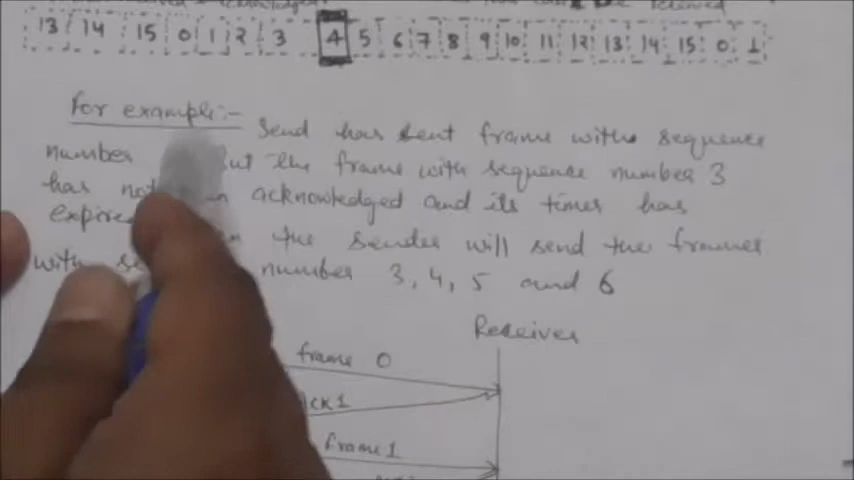 13 14 15 0 1 2 3 4 5 6 7 8 9 10 11 12 13 14 15 0 1
For example:- Send has sent frame with sequence
number but the frame with sequence number 3
has not acknowledged and its times has
expired
the sender will send the frames
with number 3, 4, 5 and 6
Receiver
frame 0
ACK1
frame 1